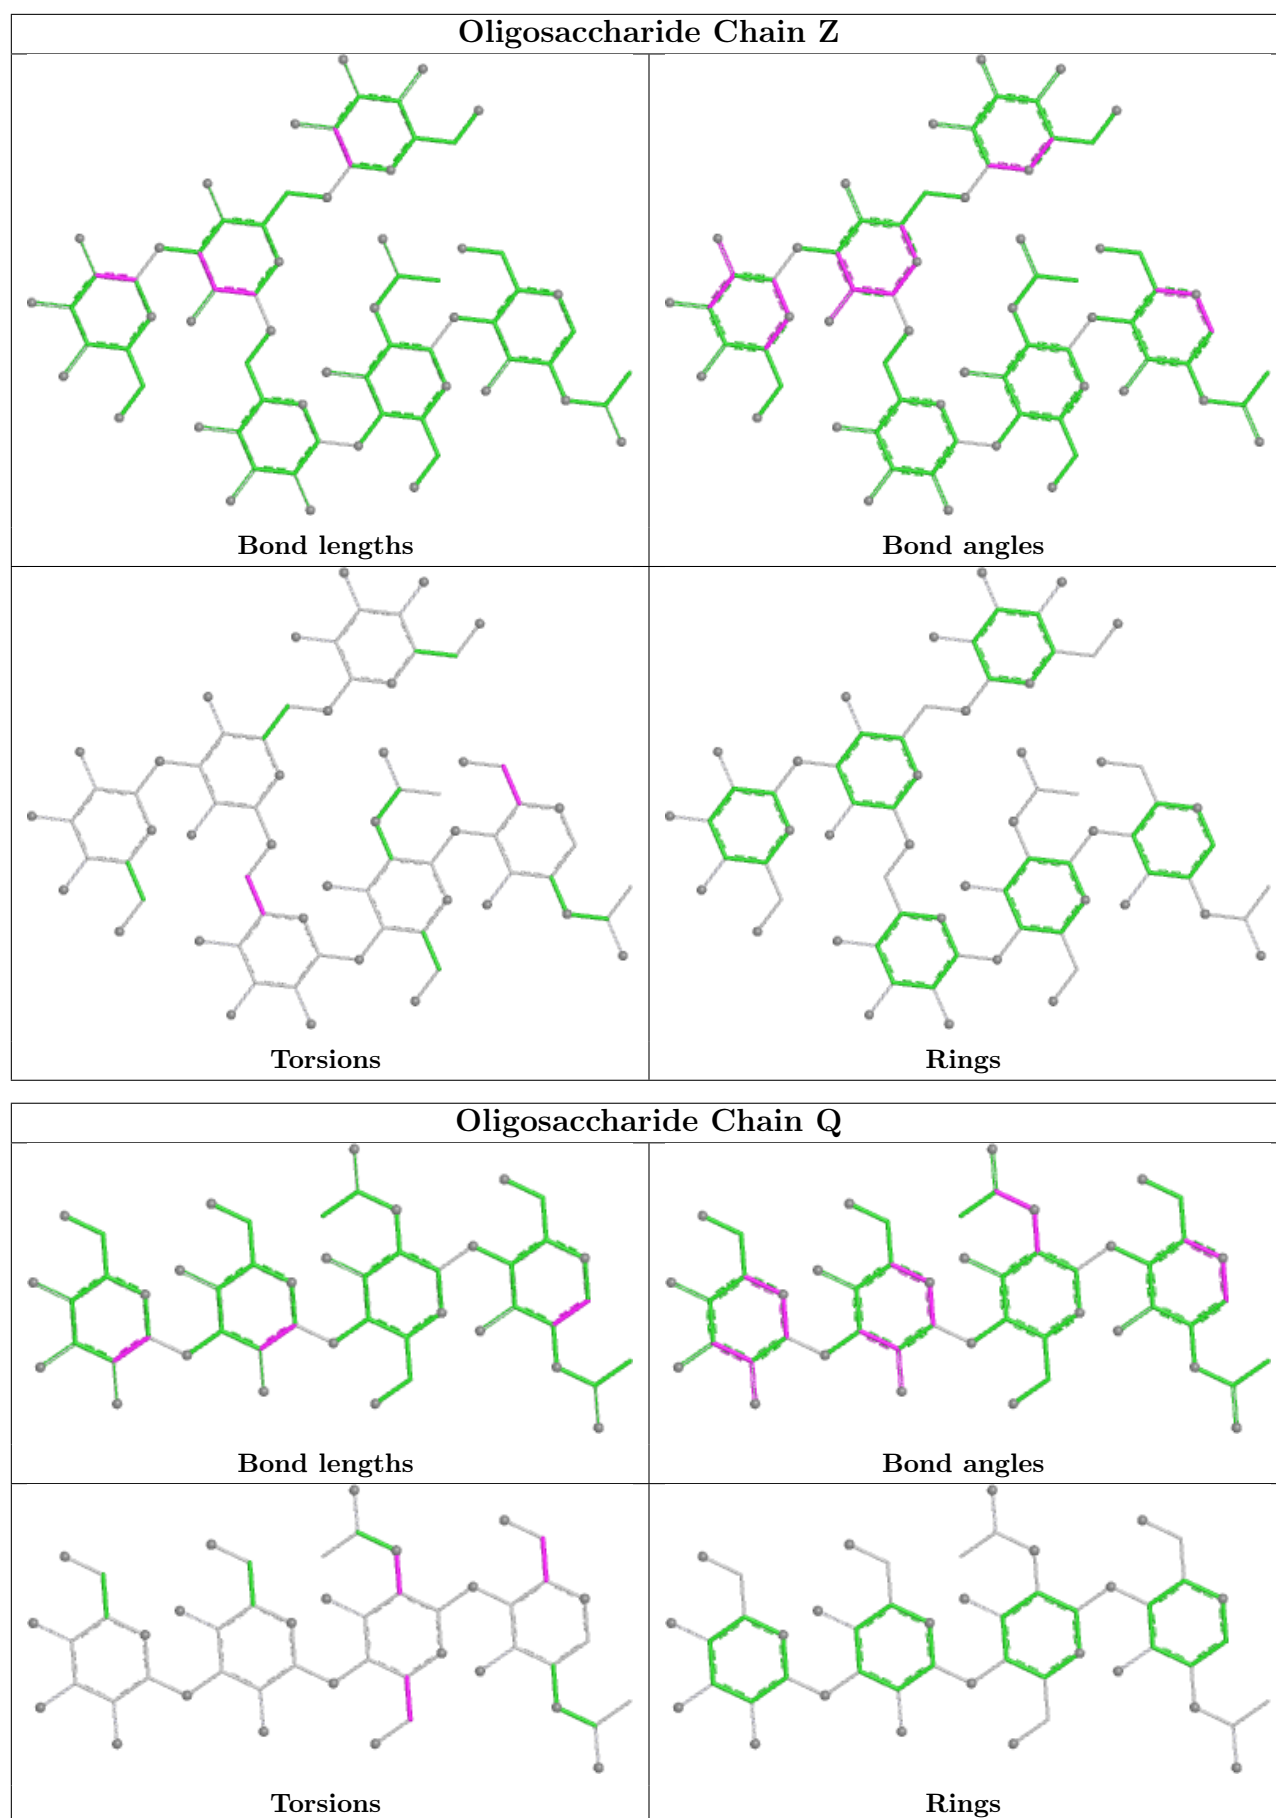 Oligosaccharide Chain Z
Bond lengths
Bond angles
Torsions
Rings
Oligosaccharide Chain Q
Bond lengths
Bond angles
Torsions
Rings